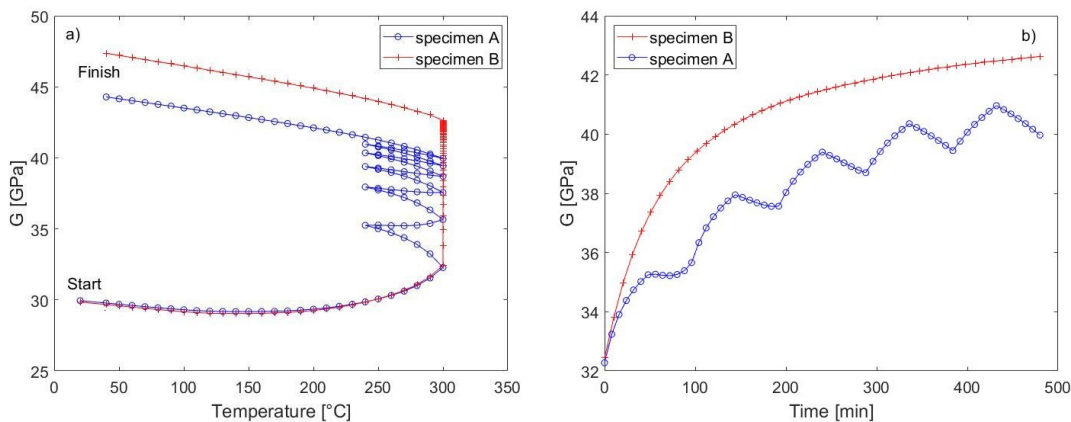 a)
specimen A
specimen B
Finish
Start
G [GPa]
50
45
40
35
30
25
0
50
100
150
200
250
300
350
Temperature [°C]
b)
specimen B
specimen A
G [GPa]
44
42
40
38
36
34
32
0
100
200
300
400
500
Time [min]